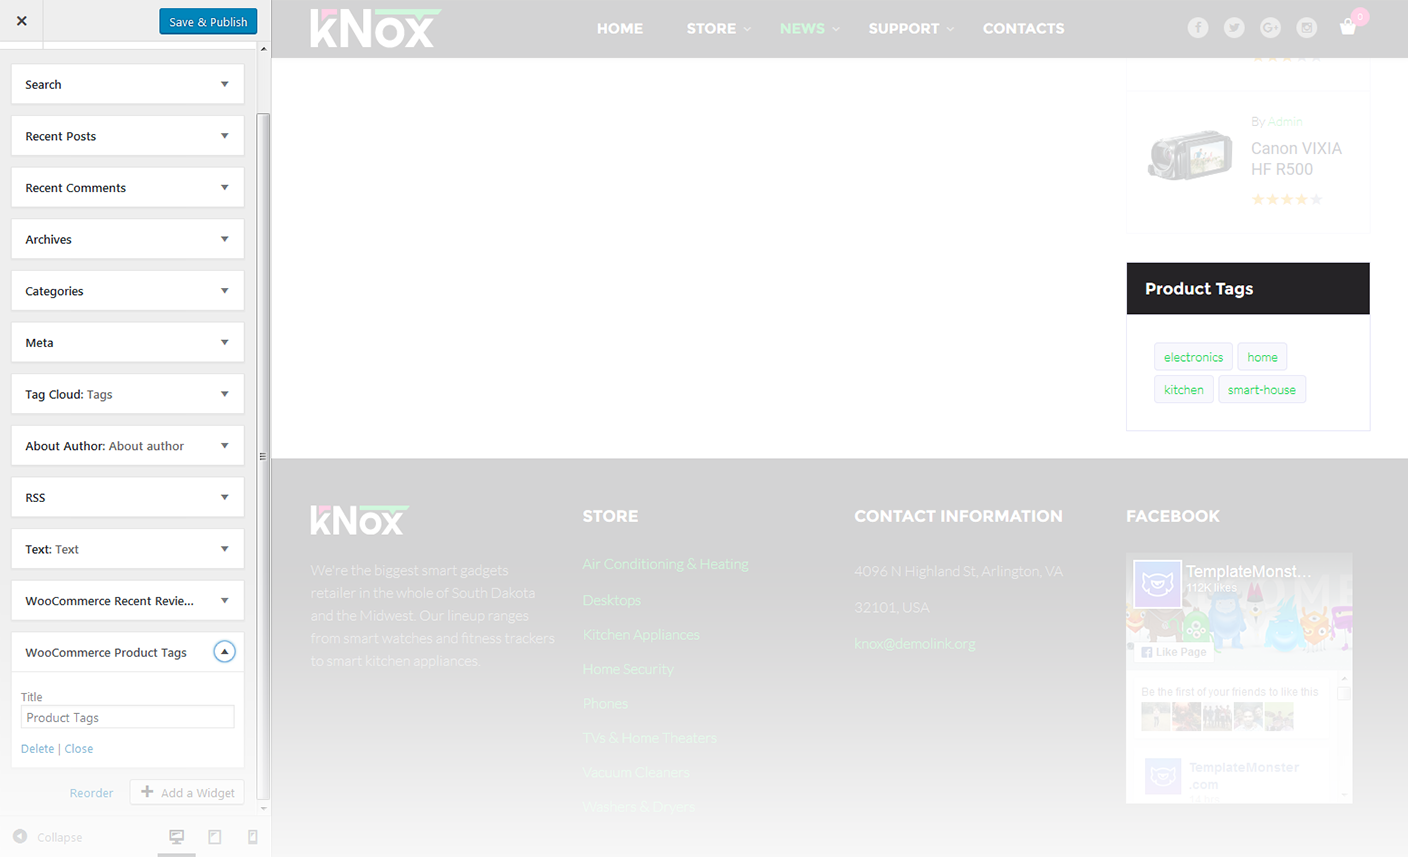 Save & Publish
Search
Recent Posts
Recent Comments
Archives
Categories
Meta
Tag Cloud: Tags
About Author: About author
RSS
Text: Text
WooCommerce Recent Revie...
WooCommerce Product Tags
Title
Product Tags
Delete | Close
Reorder
Add a Widget
Collapse
kNox
HOME
STORE
NEWS
SUPPORT
CONTACTS
0
By Admin
Canon VIXIA
HF R500
Product Tags
electronics
home
kitchen
smart-house
kNox
We're the biggest smart gadgets
retailer in the whole of South Dakota
and the Midwest. Our lineup ranges
from smart watches and fitness trackers
to smart kitchen appliances.
STORE
Air Conditioning & Heating
Desktops
Kitchen Appliances
Home Security
Phones
TVs & Home Theaters
Vacuum Cleaners
Washers & Dryers
CONTACT INFORMATION
4096 N Highland St, Arlington, VA
32101, USA
knox@demolink.org
FACEBOOK
TemplateMonst...
112K likes
Like Page
Be the first of your friends to like this
TemplateMonster
.com